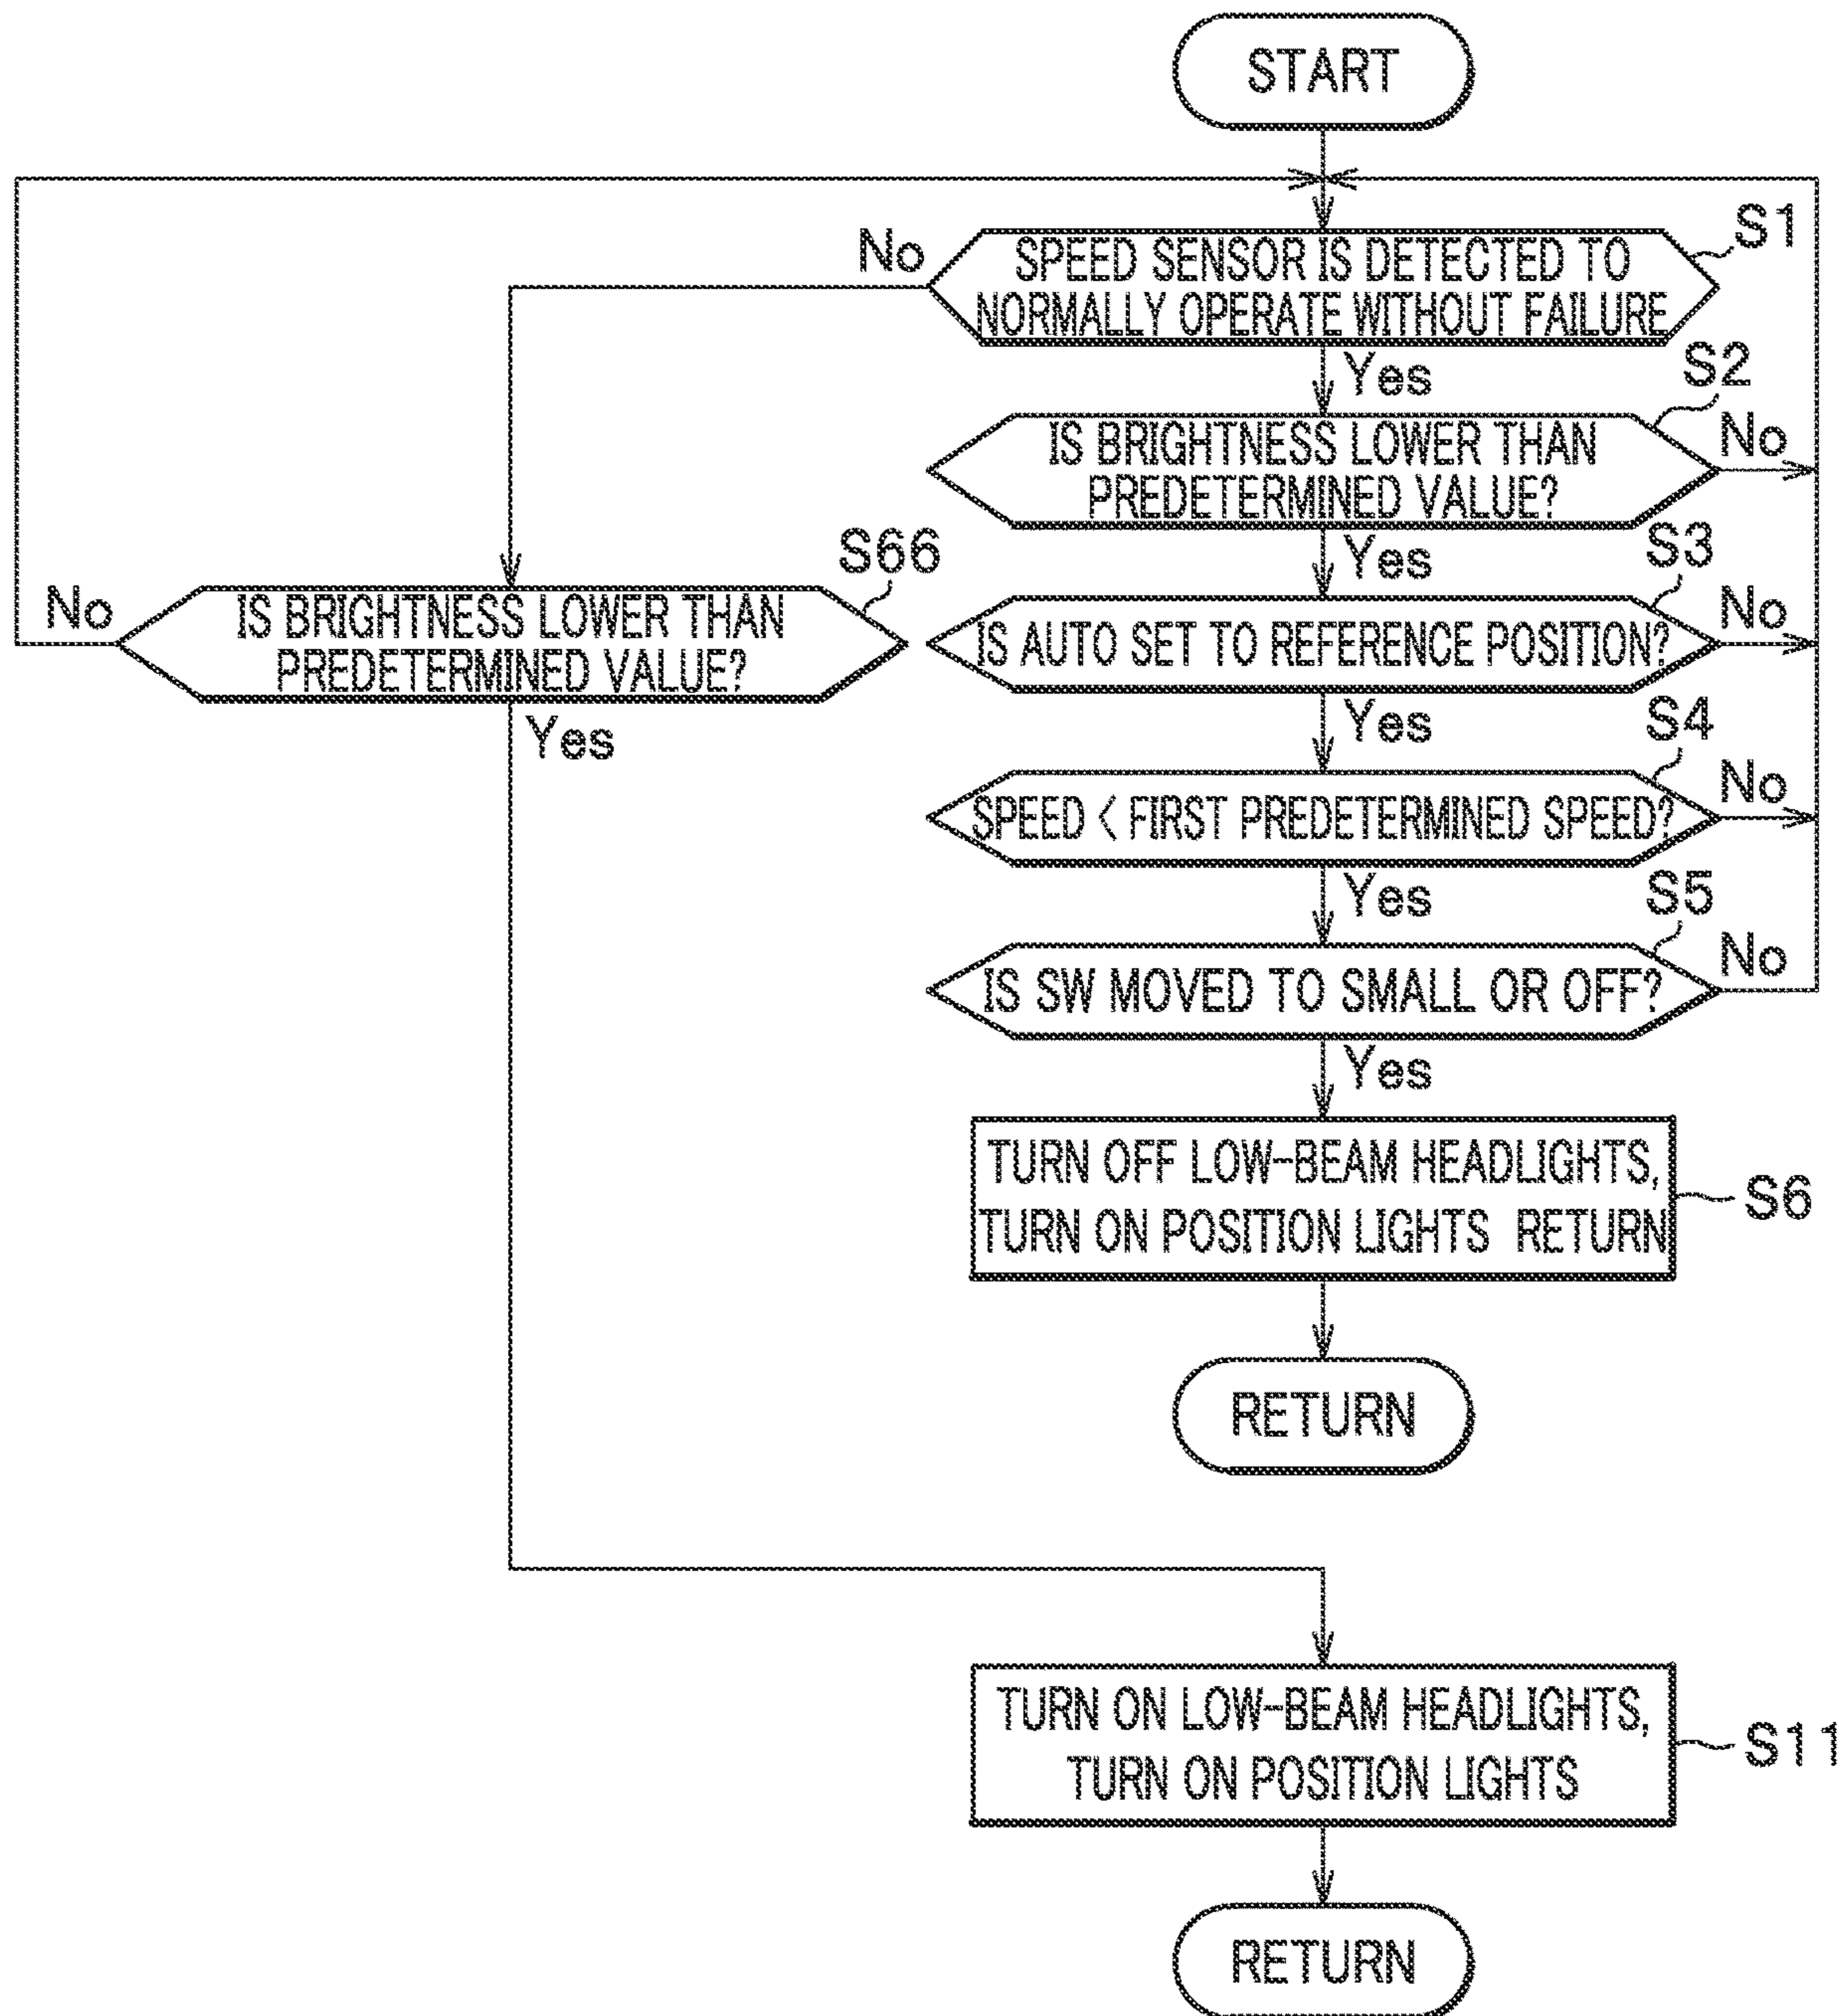 START
S1
No
SPEED SENSOR IS DETECTED TO
NORMALLY OPERATE WITHOUT FAILURE
Yes
S2
IS BRIGHTNESS LOWER THAN
PREDETERMINED VALUE?
No
Yes
S3
S66
No
IS BRIGHTNESS LOWER THAN
PREDETERMINED VALUE?
Yes
IS AUTO SET TO REFERENCE POSITION?
No
Yes
S4
SPEED < FIRST PREDETERMINED SPEED?
No
Yes
S5
IS SW MOVED TO SMALL OR OFF?
No
Yes
TURN OFF LOW-BEAM HEADLIGHTS,
TURN ON POSITION LIGHTS RETURN
S6
RETURN
TURN ON LOW-BEAM HEADLIGHTS,
TURN ON POSITION LIGHTS
S11
RETURN